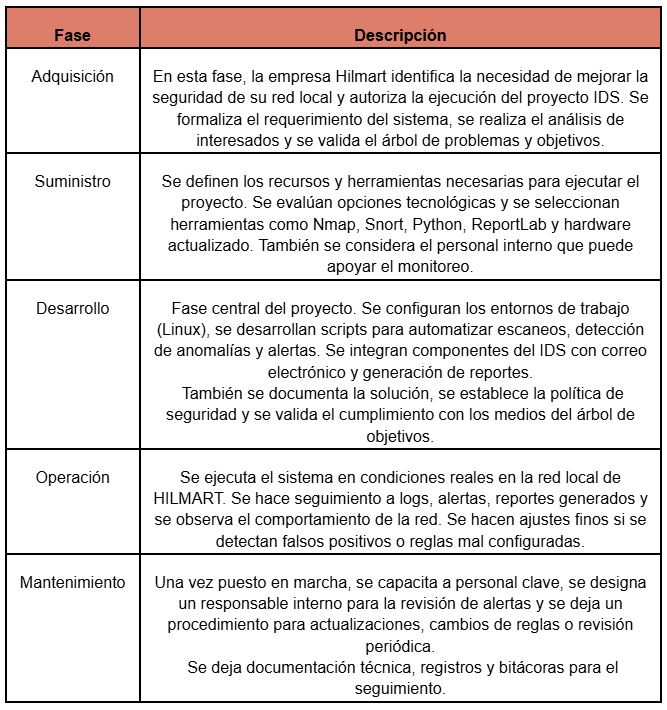 Fase
Descripción
Adquisición
En esta fase, la empresa Hilmart identifica la necesidad de mejorar la
seguridad de su red local y autoriza la ejecución del proyecto IDS. Se
formaliza el requerimiento del sistema, se realiza el análisis de
interesados y se valida el árbol de problemas y objetivos.
Suministro
Se definen los recursos y herramientas necesarias para ejecutar el
proyecto. Se evalúan opciones tecnológicas y se seleccionan
herramientas como Nmap, Snort, Python, ReportLab y hardware
actualizado. También se considera el personal interno que puede
apoyar el monitoreo.
Desarrollo
Fase central del proyecto. Se configuran los entornos de trabajo
(Linux), se desarrollan scripts para automatizar escaneos, detección
de anomalías y alertas. Se integran componentes del IDS con correo
electrónico y generación de reportes.
También se documenta la solución, se establece la política de
seguridad y se valida el cumplimiento con los medios del árbol de
objetivos.
Operación
Se ejecuta el sistema en condiciones reales en la red local de
HILMART. Se hace seguimiento a logs, alertas, reportes generados y
se observa el comportamiento de la red. Se hacen ajustes finos si se
detectan falsos positivos o reglas mal configuradas.
Mantenimiento
Una vez puesto en marcha, se capacita a personal clave, se designa
un responsable interno para la revisión de alertas y se deja un
procedimiento para actualizaciones, cambios de reglas o revisión
periódica.
Se deja documentación técnica, registros y bitácoras para el
seguimiento.